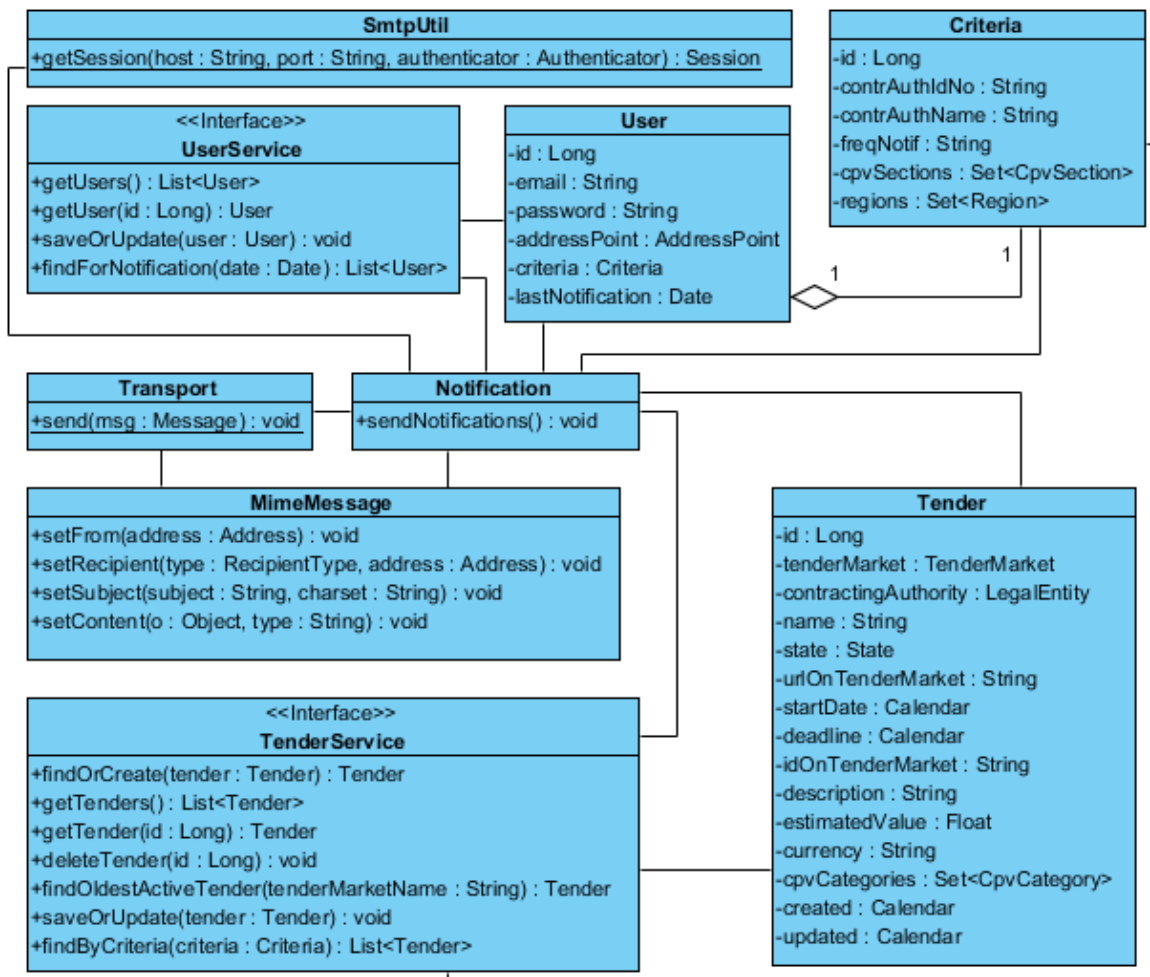 SmtpUtil
+getSession(host : String, port : String, authenticator : Authenticator) : Session
Criteria
-id : Long
-contrAuthIdNo : String
-contrAuthName : String
-freqNotif : String
-cpvSections : Set<CpvSection>
-regions : Set<Region>
<<Interface>>
UserService
+getUsers() : List<User>
+getUser(id : Long) : User
+saveOrUpdate(user : User) : void
+findForNotification(date : Date) : List<User>
User
-id : Long
-email : String
-password : String
-addressPoint : AddressPoint
-criteria : Criteria
-lastNotification : Date
1
1
Transport
+send(msg : Message) : void
Notification
+sendNotifications() : void
MimeMessage
+setFrom(address : Address) : void
+setRecipient(type : RecipientType, address : Address) : void
+setSubject(subject : String, charset : String) : void
+setContent(o : Object, type : String) : void
Tender
-id : Long
-tenderMarket : TenderMarket
-contractingAuthority : LegalEntity
-name : String
-state : State
-urlOnTenderMarket : String
-startDate : Calendar
-deadline : Calendar
-idOnTenderMarket : String
-description : String
-estimatedValue : Float
-currency : String
-cpvCategories : Set<CpvCategory>
-created : Calendar
-updated : Calendar
<<Interface>>
TenderService
+findOrCreate(tender : Tender) : Tender
+getTenders() : List<Tender>
+getTender(id : Long) : Tender
+deleteTender(id : Long) : void
+findOldestActiveTender(tenderMarketName : String) : Tender
+saveOrUpdate(tender : Tender) : void
+findByCriteria(criteria : Criteria) : List<Tender>